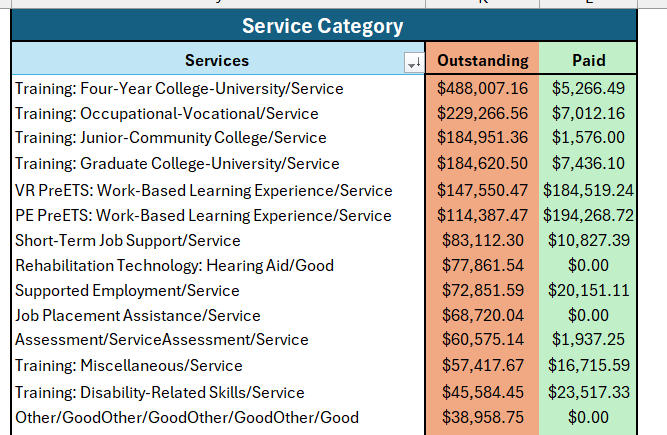 Service Category
Services Outstanding Paid
Training: Four-Year College-University/Service $488,007.16 $5,266.49
Training: Occupational-Vocational/Service $229,266.56 $7,012.16
Training: Junior-Community College/Service $184,951.36 $1,576.00
Training: Graduate College-University/Service $184,620.50 $7,436.10
VR PreETS: Work-Based Learning Experience/Service $147,550.47 $184,519.24
PE PreETS: Work-Based Learning Experience/Service $114,387.47 $194,268.72
Short-Term Job Support/Service $83,112.30 $10,827.39
Rehabilitation Technology: Hearing Aid/Good $77,861.54 $0.00
Supported Employment/Service $72,851.59 $20,151.11
Job Placement Assistance/Service $68,720.04 $0.00
Assessment/ServiceAssessment/Service $60,575.14 $1,937.25
Training: Miscellaneous/Service $57,417.67 $16,715.59
Training: Disability-Related Skills/Service $45,584.45 $23,517.33
Other/GoodOther/GoodOther/GoodOther/Good $38,958.75 $0.00